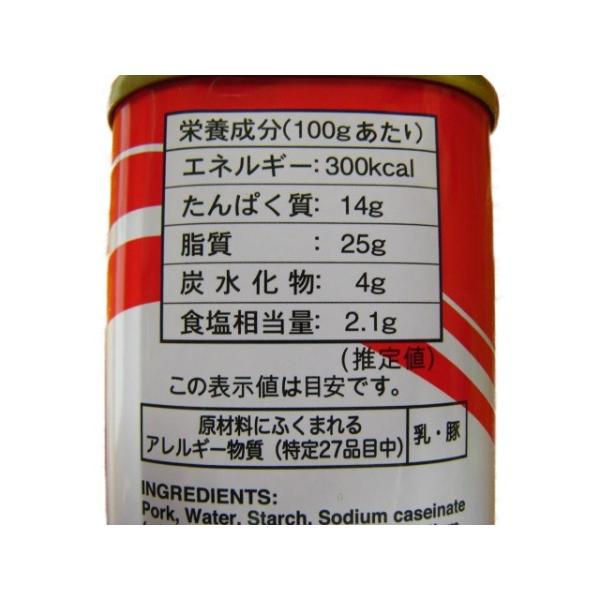 栄養成分(100gあたり)
エネルギー:300kcal
たんぱく質: 14g
脂質 : 25g
炭水化物: 4g
食塩相当量: 2.1g
(推定値)
この表示値は目安です。
原材料にふくまれる
アレルギー物質(特定27品目中) 乳・豚
INGREDIENTS:
Pork, Water, Starch, Sodium caseinate